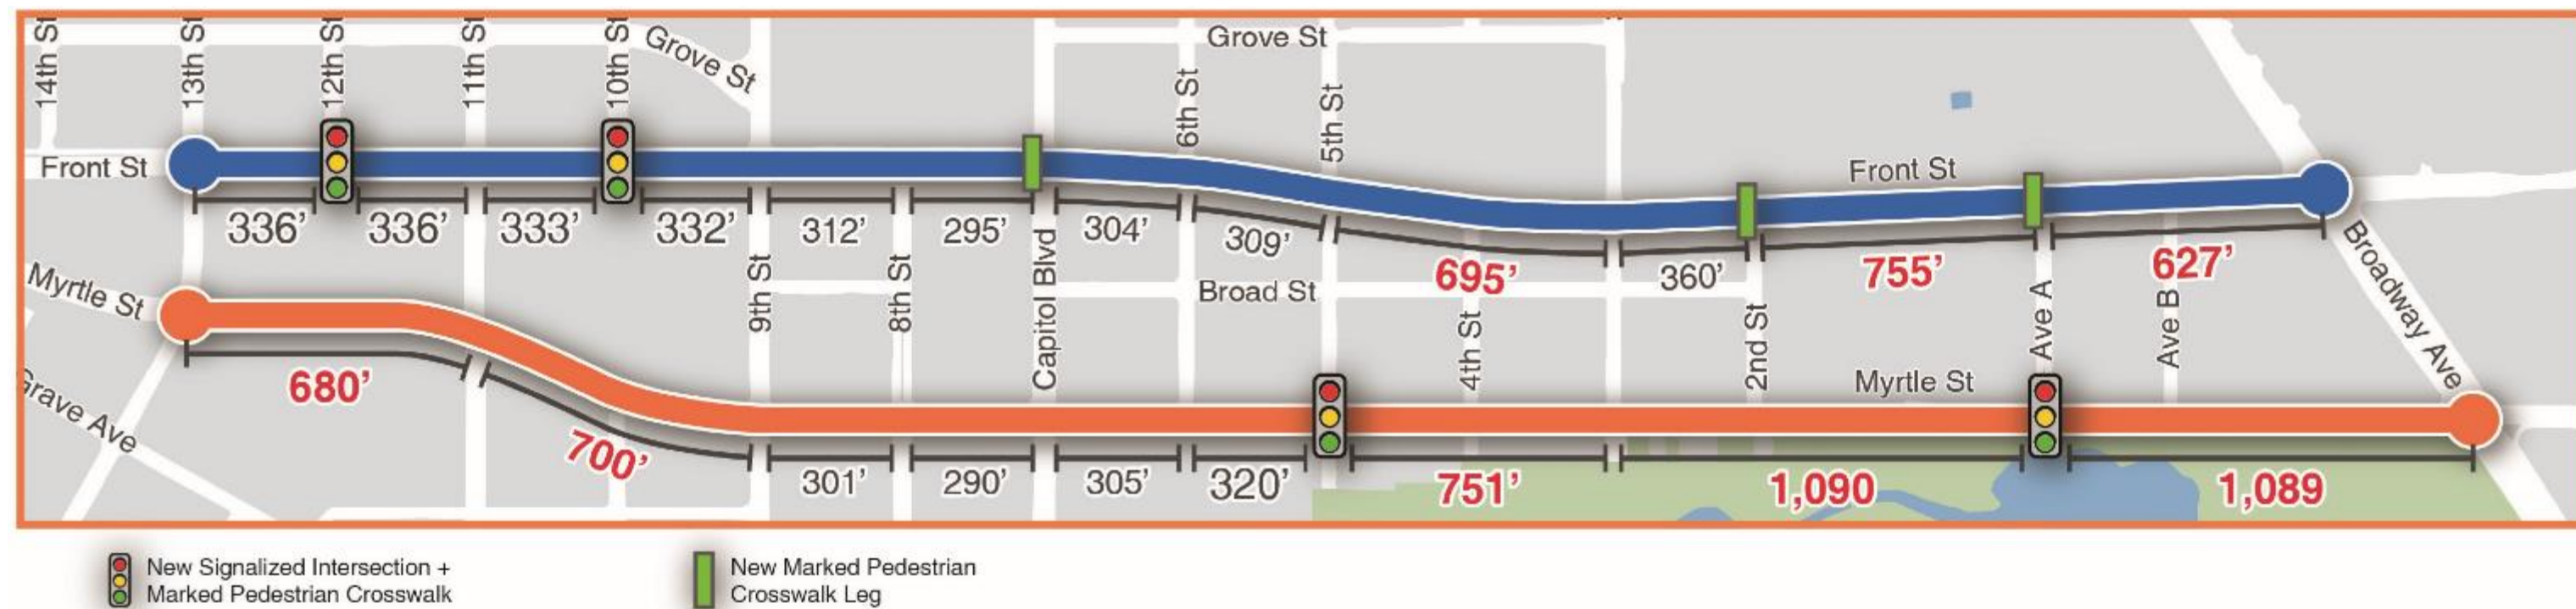 14th St
13th St
12th St
11th St
10th St
Grove St
Grove St
6th St
5th St
Front St
Front St
336'
336'
333'
332'
312'
295'
304'
309'
695'
360'
755'
627'
Myrtle St
9th St
8th St
Capitol Blvd
Broad St
4th St
2nd St
Ave A
Ave B
Broadway Ave
Myrtle St
Grave Ave
680'
700'
301'
290'
305'
320'
751'
1,090
1,089
New Signalized Intersection +
Marked Pedestrian Crosswalk
New Marked Pedestrian
Crosswalk Leg